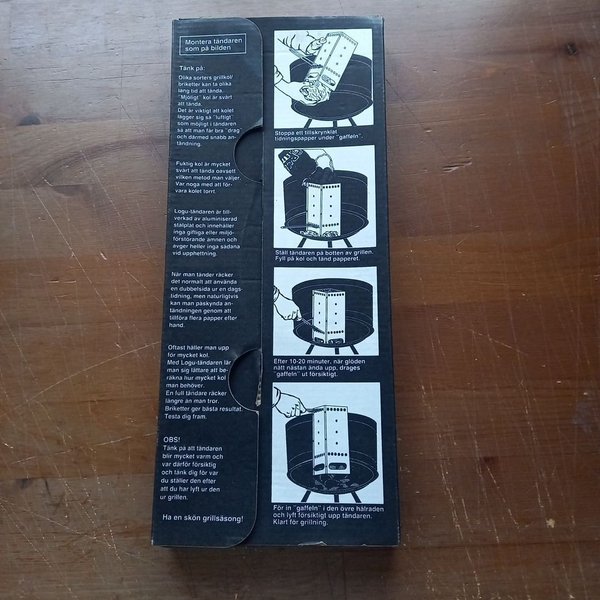 Montera tändaren
som på bilden
Tänk på:
Olika sorters grillkol/
briketter kan ta olika
lång tid att tända.
"Mjöligt" kol är svårt
att tända.
Det är viktigt att kolet
lägger sig så "luftigt"
som möjligt i tändaren
så att man får bra "drag"
och därmed snabb an-
tändning.
Fuktig kol är mycket
svårt att tända oavsett
vilken metod man väljer.
Var noga med att för-
vara kolet torrt.
Logu-tändaren är till-
verkad av aluminiserad
stålplåt och innehåller
inga giftiga eller miljö-
förstörande ämnen och
avger heller inga sådana
vid upphettning.
När man tänder räcker
det normalt att använda
en dubbelsida ur en dags-
tidning, men naturligtvis
kan man påskynda an-
tändningen genom att
tillföra flera papper efter
hand.
Oftast häller man upp
för mycket kol.
Med Logu-tändaren lär
man sig lättare att be-
räkna hur mycket kol
man behöver.
En full tändare räcker
längre än man tror.
Briketter ger bästa resultat.
Testa dig fram.
OBS!
Tänk på att tändaren
blir mycket varm och
var därför försiktig
och tänk dig för var
du ställer den efter
att du har lyft ur den
ur grillen.
Ha en skön grillsäsong!
Stoppa ett tillskrynklat
tidningspapper under "gaffeln".
Ställ tändaren på botten av grillen.
Fyll på kol och tänd papperet.
Efter 10-20 minuter, när glöden
nått nästan ända upp, drages
"gaffeln" ut försiktigt.
För in "gaffeln" i den övre hålraden
och lyft försiktigt upp tändaren.
Klart för grillning.